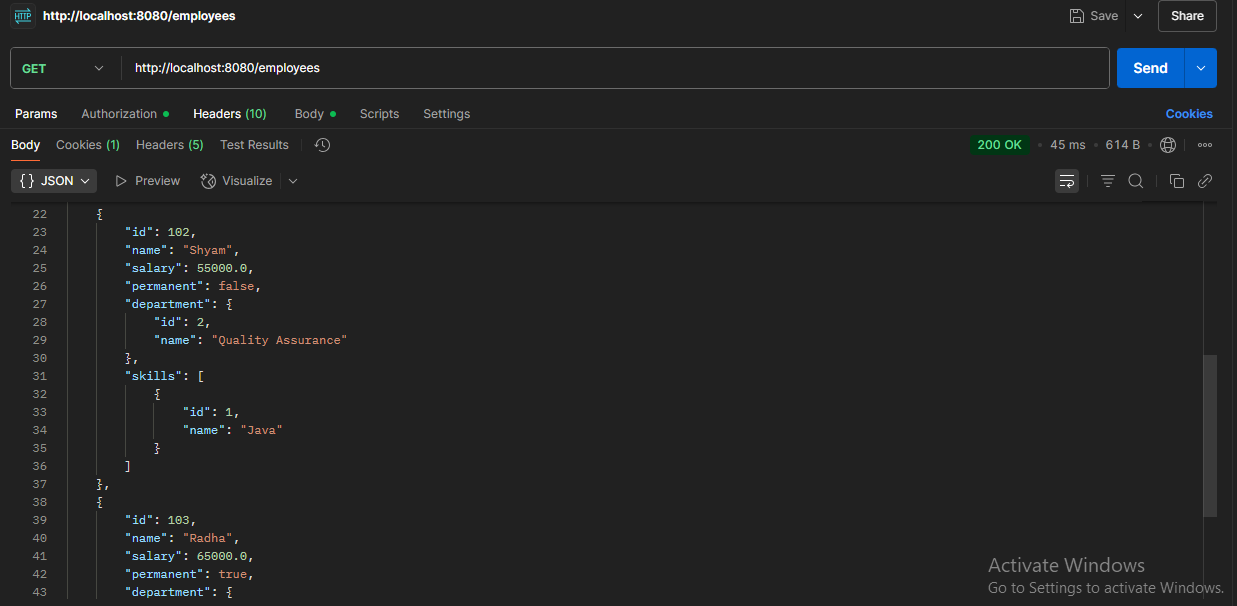 HTTP http://localhost:8080/employees Save Share
GET http://localhost:8080/employees Send
Params Authorization Headers (10) Body Scripts Settings Cookies
Body Cookies (1) Headers (5) Test Results 200 OK 45 ms 614 B
{} JSON Preview Visualize
22 {
23 "id": 102,
24 "name": "Shyam",
25 "salary": 55000.0,
26 "permanent": false,
27 "department": {
28 "id": 2,
29 "name": "Quality Assurance"
30 },
31 "skills": [
32 {
33 "id": 1,
34 "name": "Java"
35 }
36 ]
37 },
38 {
39 "id": 103,
40 "name": "Radha",
41 "salary": 65000.0,
42 "permanent": true,
43 "department": {
Activate Windows
Go to Settings to activate Windows.